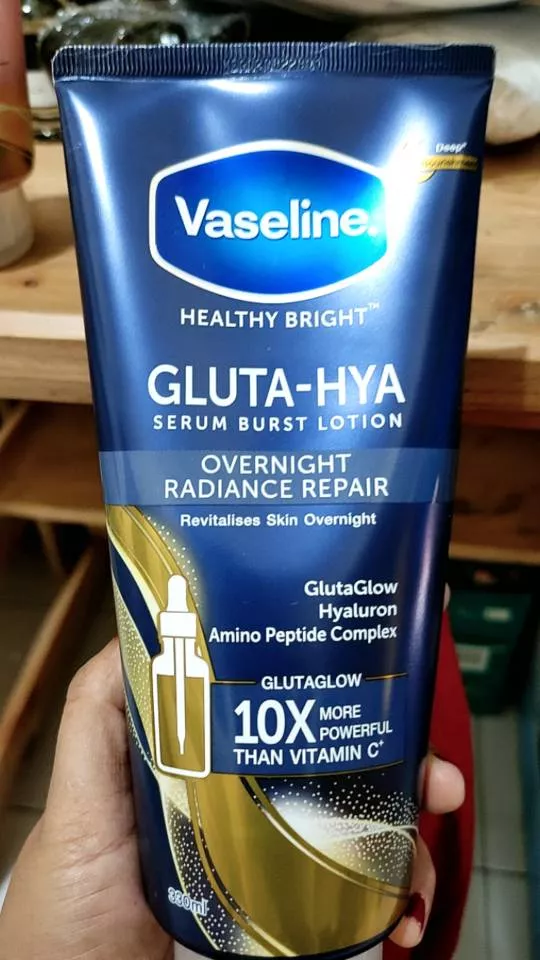 Deep
Vaseline.
HEALTHY BRIGHT™
GLUTA-HYA
SERUM BURST LOTION
OVERNIGHT
RADIANCE REPAIR
Revitalises Skin Overnight
GlutaGlow
Hyaluron
Amino Peptide Complex
GLUTAGLOW
10X MORE
POWERFUL
THAN VITAMIN C+
330ml